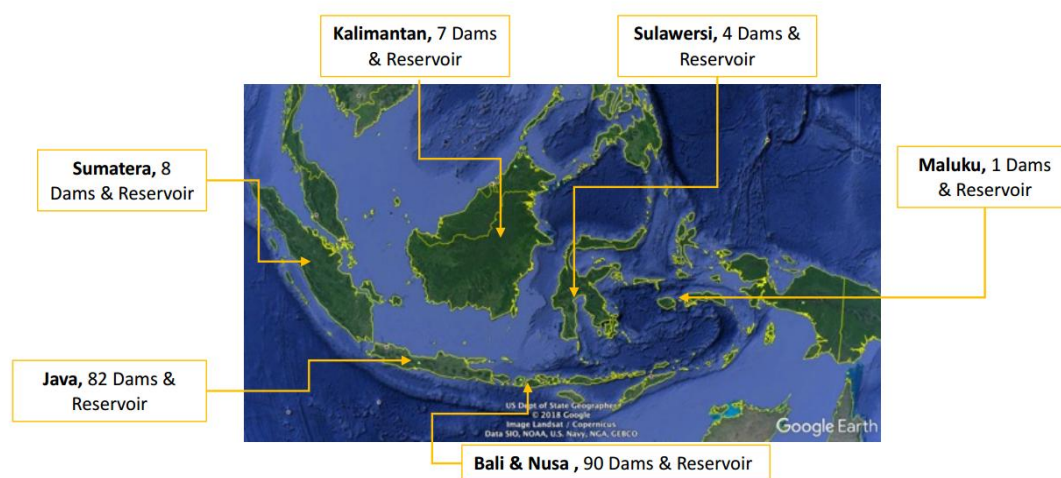 Kalimantan, 7 Dams
& Reservoir
Sulawersi, 4 Dams &
Reservoir
Sumatera, 8
Dams & Reservoir
Maluku, 1 Dams
& Reservoir
Java, 82 Dams &
Reservoir
US Dept of State Geographer
© 2018 Google
Image Landsat / Copernicus
Data SIO, NOAA, U.S. Navy, NGA, GEBCO
Google Earth
Bali & Nusa , 90 Dams & Reservoir